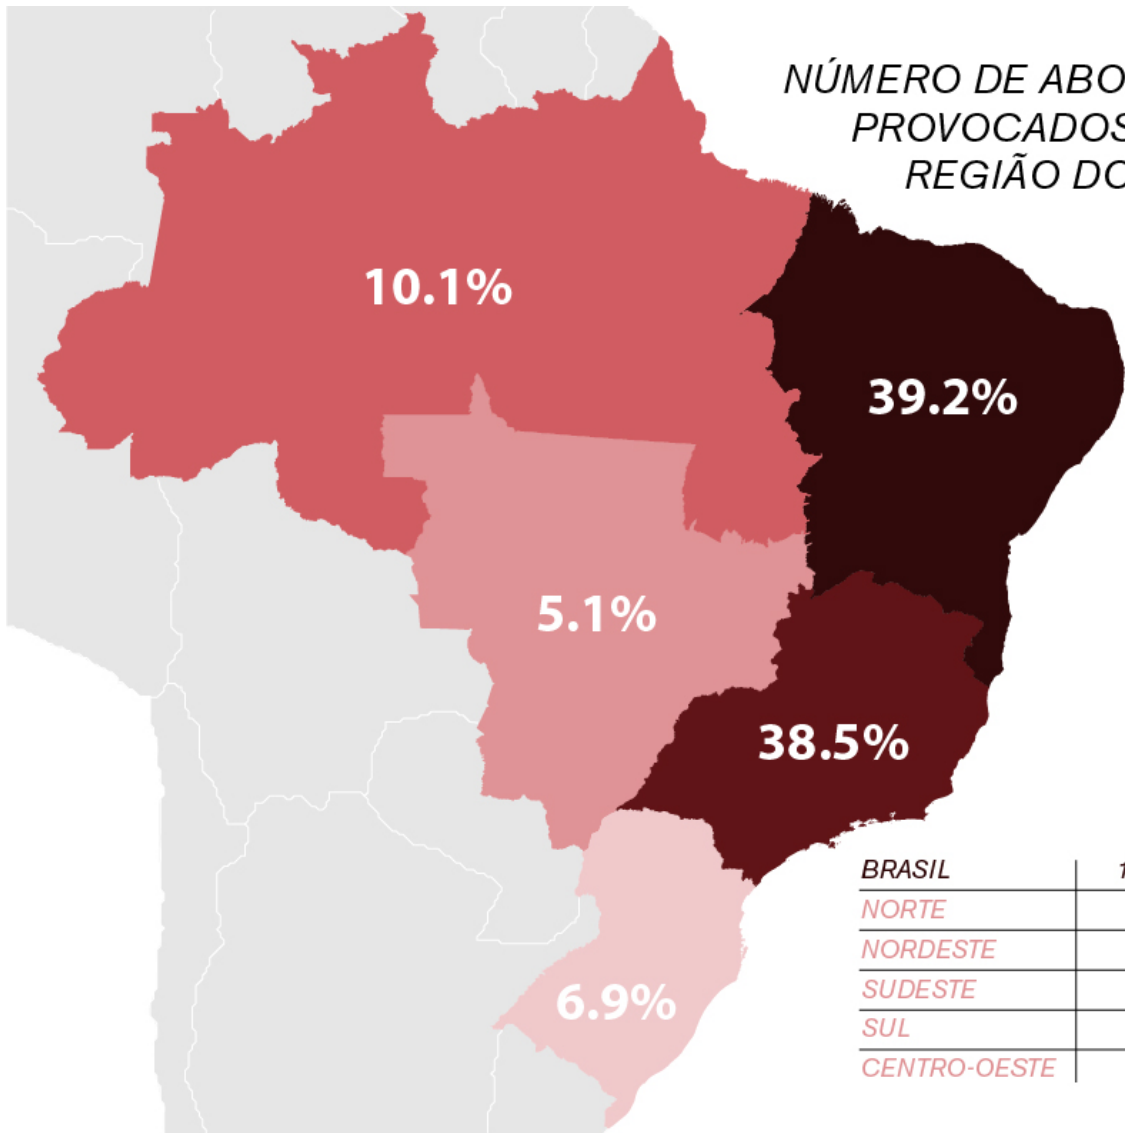 NÚMERO DE ABO
PROVOCADOS
REGIÃO DO
10.1%
39.2%
5.1%
38.5%
6.9%
BRASIL 1
NORTE
NORDESTE
SUDESTE
SUL
CENTRO-OESTE